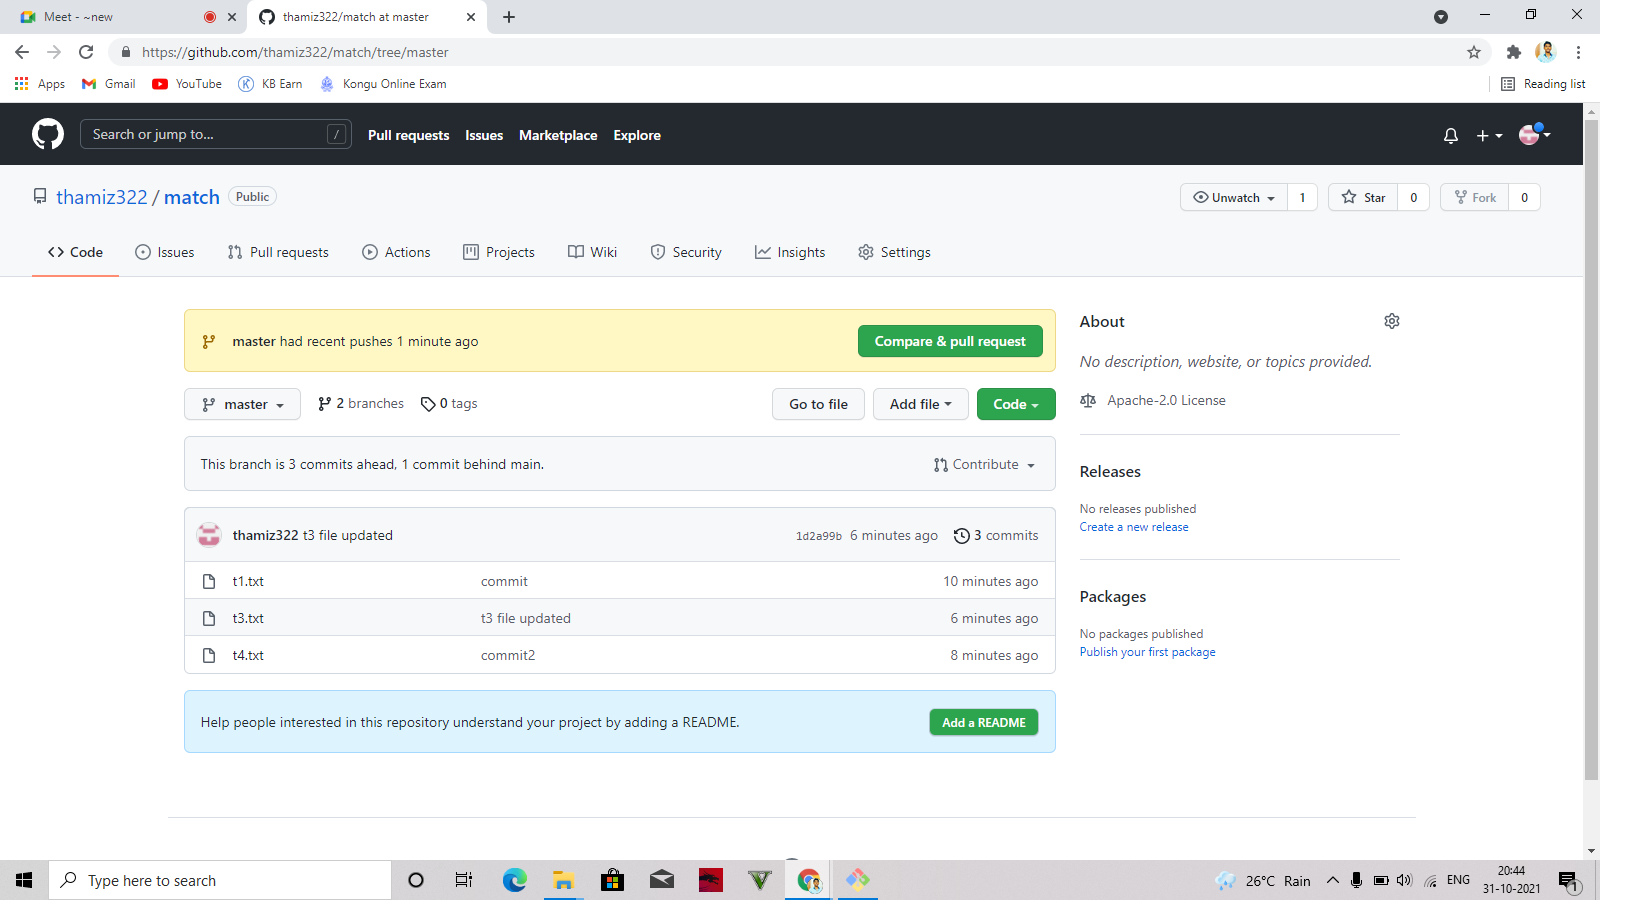 Meet - ~new
thamiz322/match at master
https://github.com/thamiz322/match/tree/master
Apps
Gmail
YouTube
KB Earn
Kongu Online Exam
Reading list
Search or jump to...
/
Pull requests
Issues
Marketplace
Explore
thamiz322 / match
Public
Unwatch
1
Star
0
Fork
0
Code
Issues
Pull requests
Actions
Projects
Wiki
Security
Insights
Settings
master had recent pushes 1 minute ago
Compare & pull request
master
2 branches
0 tags
Go to file
Add file
Code
This branch is 3 commits ahead, 1 commit behind main.
Contribute
thamiz322 t3 file updated
1d2a99b 6 minutes ago
3 commits
t1.txt
commit
10 minutes ago
t3.txt
t3 file updated
6 minutes ago
t4.txt
commit2
8 minutes ago
Help people interested in this repository understand your project by adding a README.
Add a README
About
No description, website, or topics provided.
Apache-2.0 License
Releases
No releases published
Create a new release
Packages
No packages published
Publish your first package
Type here to search
26°C Rain
ENG
20:44
31-10-2021
1